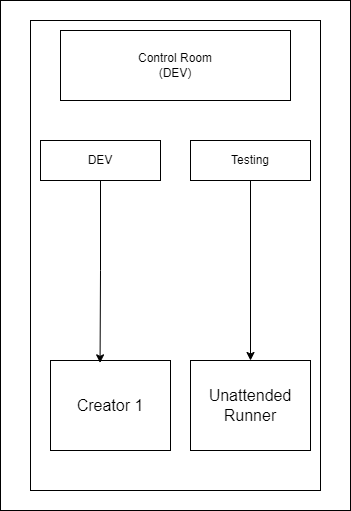 Control Room
(DEV)
DEV
Testing
Creator 1
Unattended
Runner